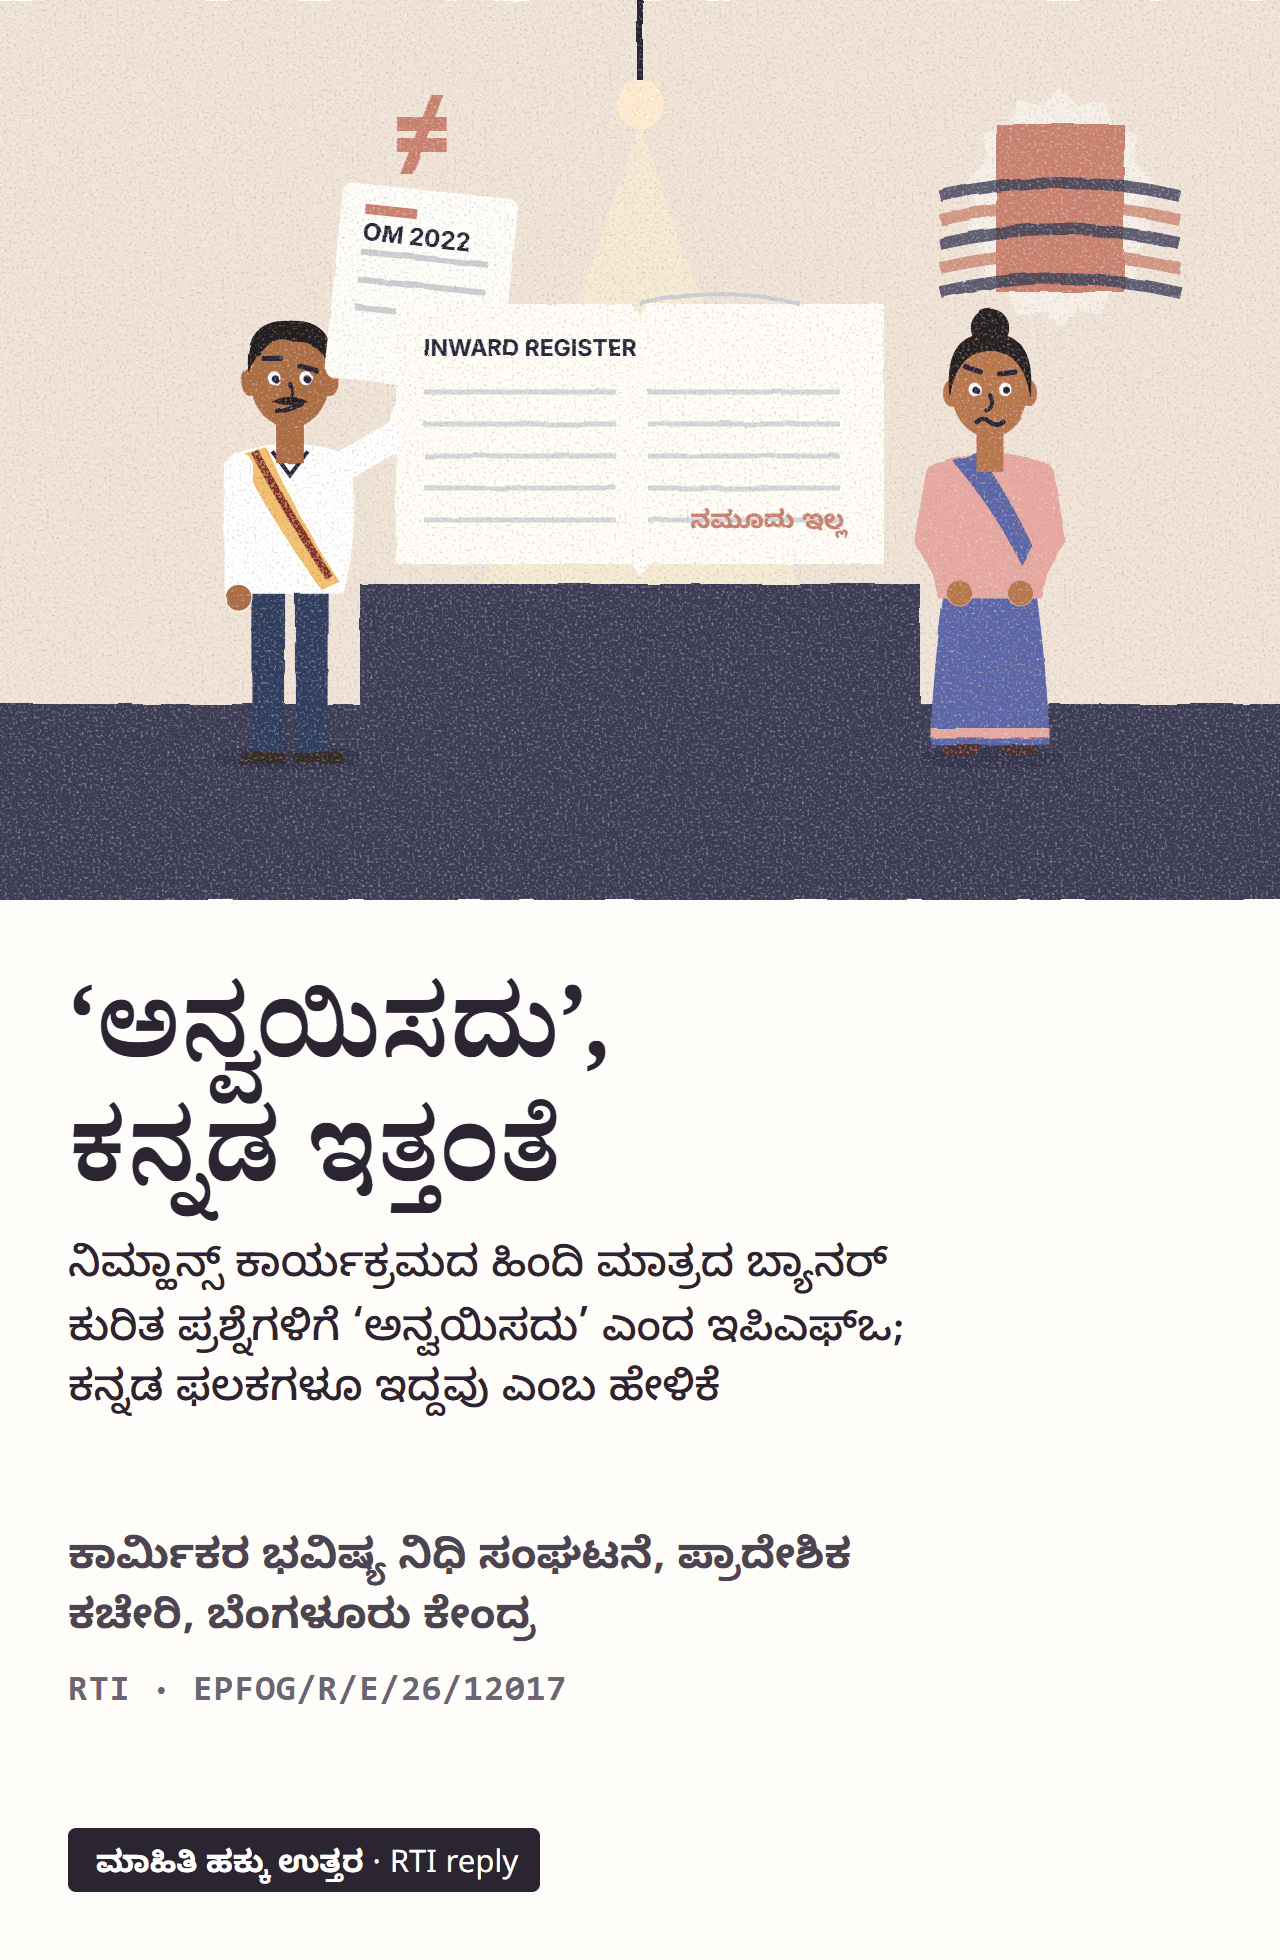 OM 2022
INWARD REGISTER
ನಮೂದು ಇಲ್ಲ
‘ಅನ್ವಯಿಸದು’,
ಕನ್ನಡ ಇತ್ತಂತೆ
ನಿಮ್ಹಾನ್ಸ್ ಕಾರ್ಯಕ್ರಮದ ಹಿಂದಿ ಮಾತ್ರದ ಬ್ಯಾನರ್
ಕುರಿತ ಪ್ರಶ್ನೆಗಳಿಗೆ ‘ಅನ್ವಯಿಸದು’ ಎಂದ ಇಪಿಎಫ್‌ಒ;
ಕನ್ನಡ ಫಲಕಗಳೂ ಇದ್ದವು ಎಂಬ ಹೇಳಿಕೆ
ಕಾರ್ಮಿಕರ ಭವಿಷ್ಯ ನಿಧಿ ಸಂಘಟನೆ, ಪ್ರಾದೇಶಿಕ
ಕಚೇರಿ, ಬೆಂಗಳೂರು ಕೇಂದ್ರ
RTI · EPFOG/R/E/26/12017
ಮಾಹಿತಿ ಹಕ್ಕು ಉತ್ತರ · RTI reply